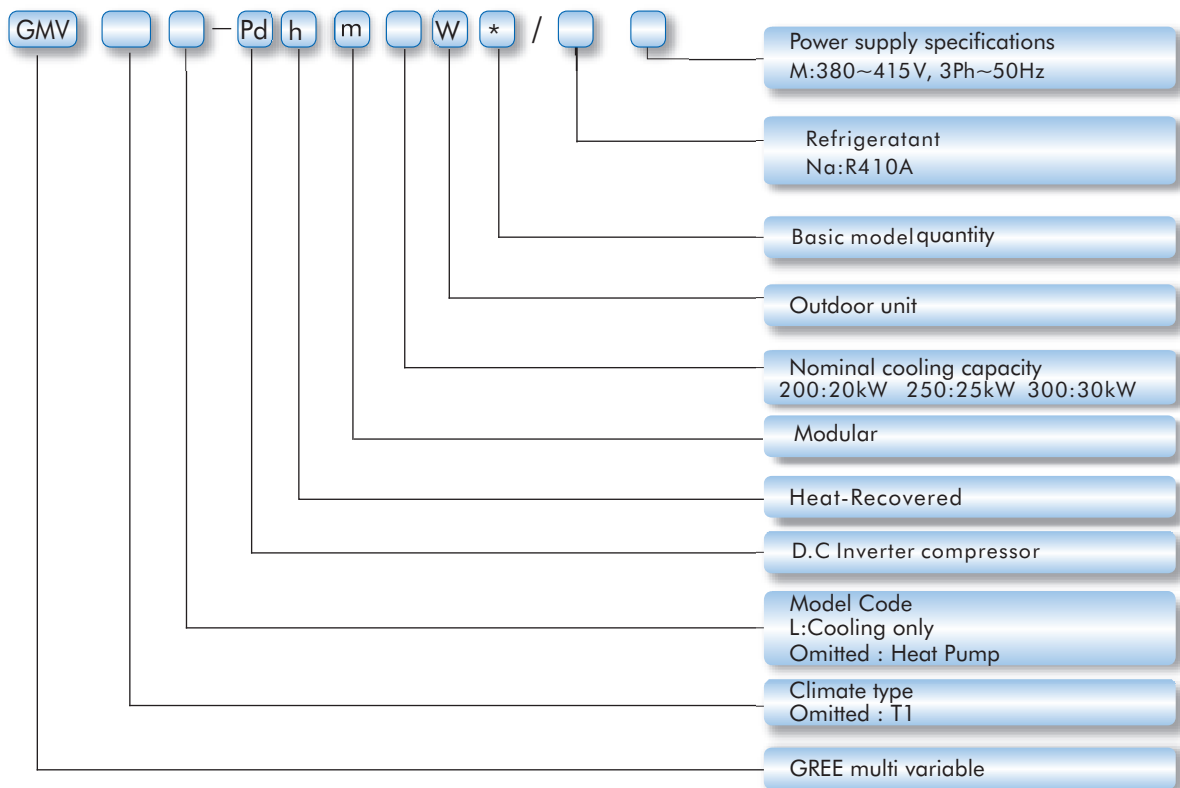 GMV - Pd h m W * /
Power supply specifications
M:380~415V, 3Ph~50Hz
Refrigeratant
Na:R410A
Basic model quantity
Outdoor unit
Nominal cooling capacity
200:20kW 250:25kW 300:30kW
Modular
Heat-Recovered
D.C Inverter compressor
Model Code
L:Cooling only
Omitted : Heat Pump
Climate type
Omitted : T1
GREE multi variable